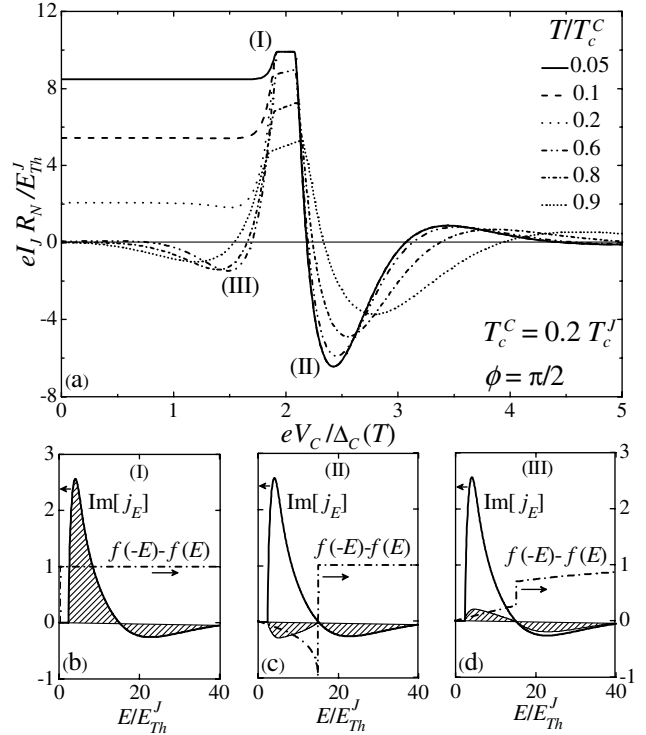 12
8
4
0
-4
-8
eI_J R_N /E_Th^J
(I)
(II)
(III)
T/T_c^C
0.05
0.1
0.2
0.6
0.8
0.9
T_c^C = 0.2 T_c^J
ϕ = π/2
(a)
0 1 2 3 4 5
eV_C/Δ_C(T)
3
2
1
0
-1
(I)
Im[j_E]
f(-E)-f(E)
(b)
0 20 40
E/E_Th^J
(II)
Im[j_E]
f(-E)-f(E)
(c)
0 20 40
E/E_Th^J
(III)
Im[j_E]
f(-E)-f(E)
(d)
0 20 40
E/E_Th^J
3
2
1
0
-1